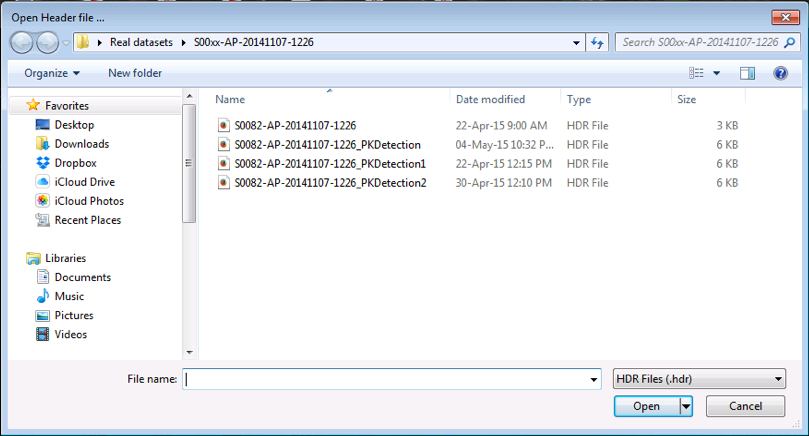 Open Header file ...
Real datasets S00xx-AP-20141107-1226 Search S00xx-AP-20141107-1226
Organize New folder
Name Date modified Type Size
Favorites
Desktop
Downloads
Dropbox
iCloud Drive
iCloud Photos
Recent Places
Libraries
Documents
Music
Pictures
Videos
S0082-AP-20141107-1226 22-Apr-15 9:00 AM HDR File 3 KB
S0082-AP-20141107-1226_PKDetection 04-May-15 10:32 P... HDR File 6 KB
S0082-AP-20141107-1226_PKDetection1 22-Apr-15 12:15 PM HDR File 6 KB
S0082-AP-20141107-1226_PKDetection2 30-Apr-15 12:10 PM HDR File 6 KB
File name: HDR Files (.hdr)
Open Cancel